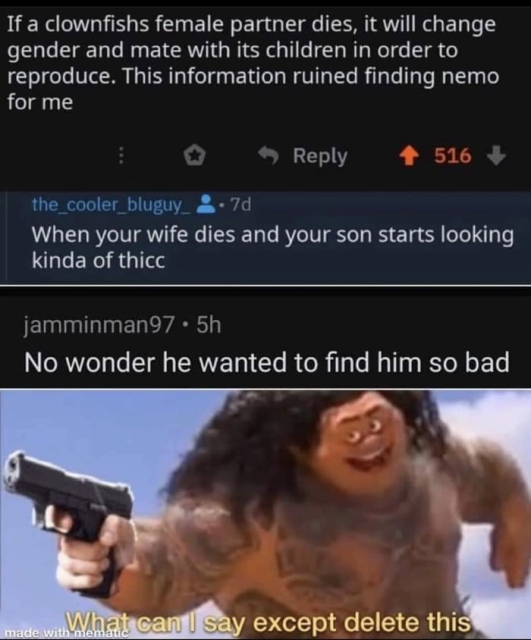 If a clownfishs female partner dies, it will change
gender and mate with its children in order to
reproduce. This information ruined finding nemo
for me
Reply 516
the_cooler_bluguy_ • 7d
When your wife dies and your son starts looking
kinda of thicc
jamminman97 • 5h
No wonder he wanted to find him so bad
What can I say except delete this
made with mematic